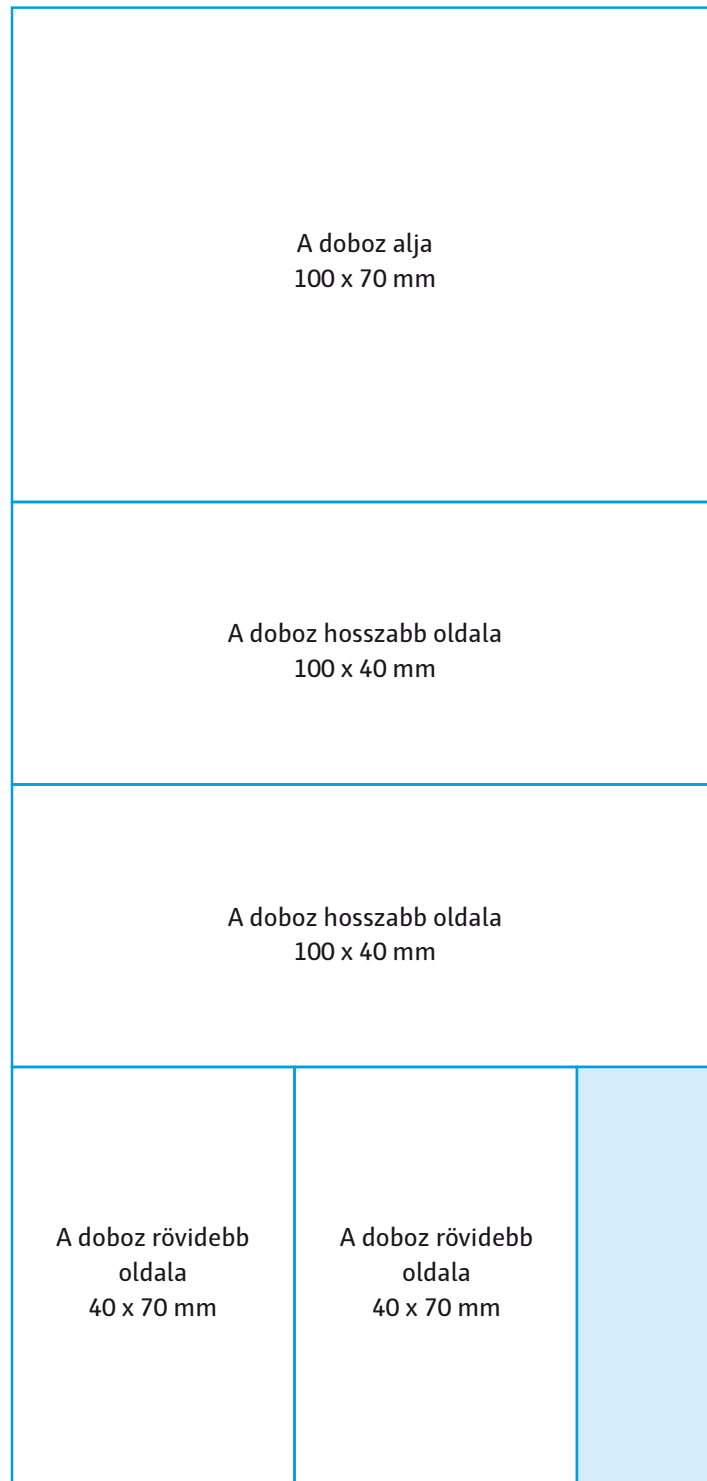 A doboz alja
100 x 70 mm
A doboz hosszabb oldala
100 x 40 mm
A doboz hosszabb oldala
100 x 40 mm
A doboz rövidebb
oldala
40 x 70 mm
A doboz rövidebb
oldala
40 x 70 mm